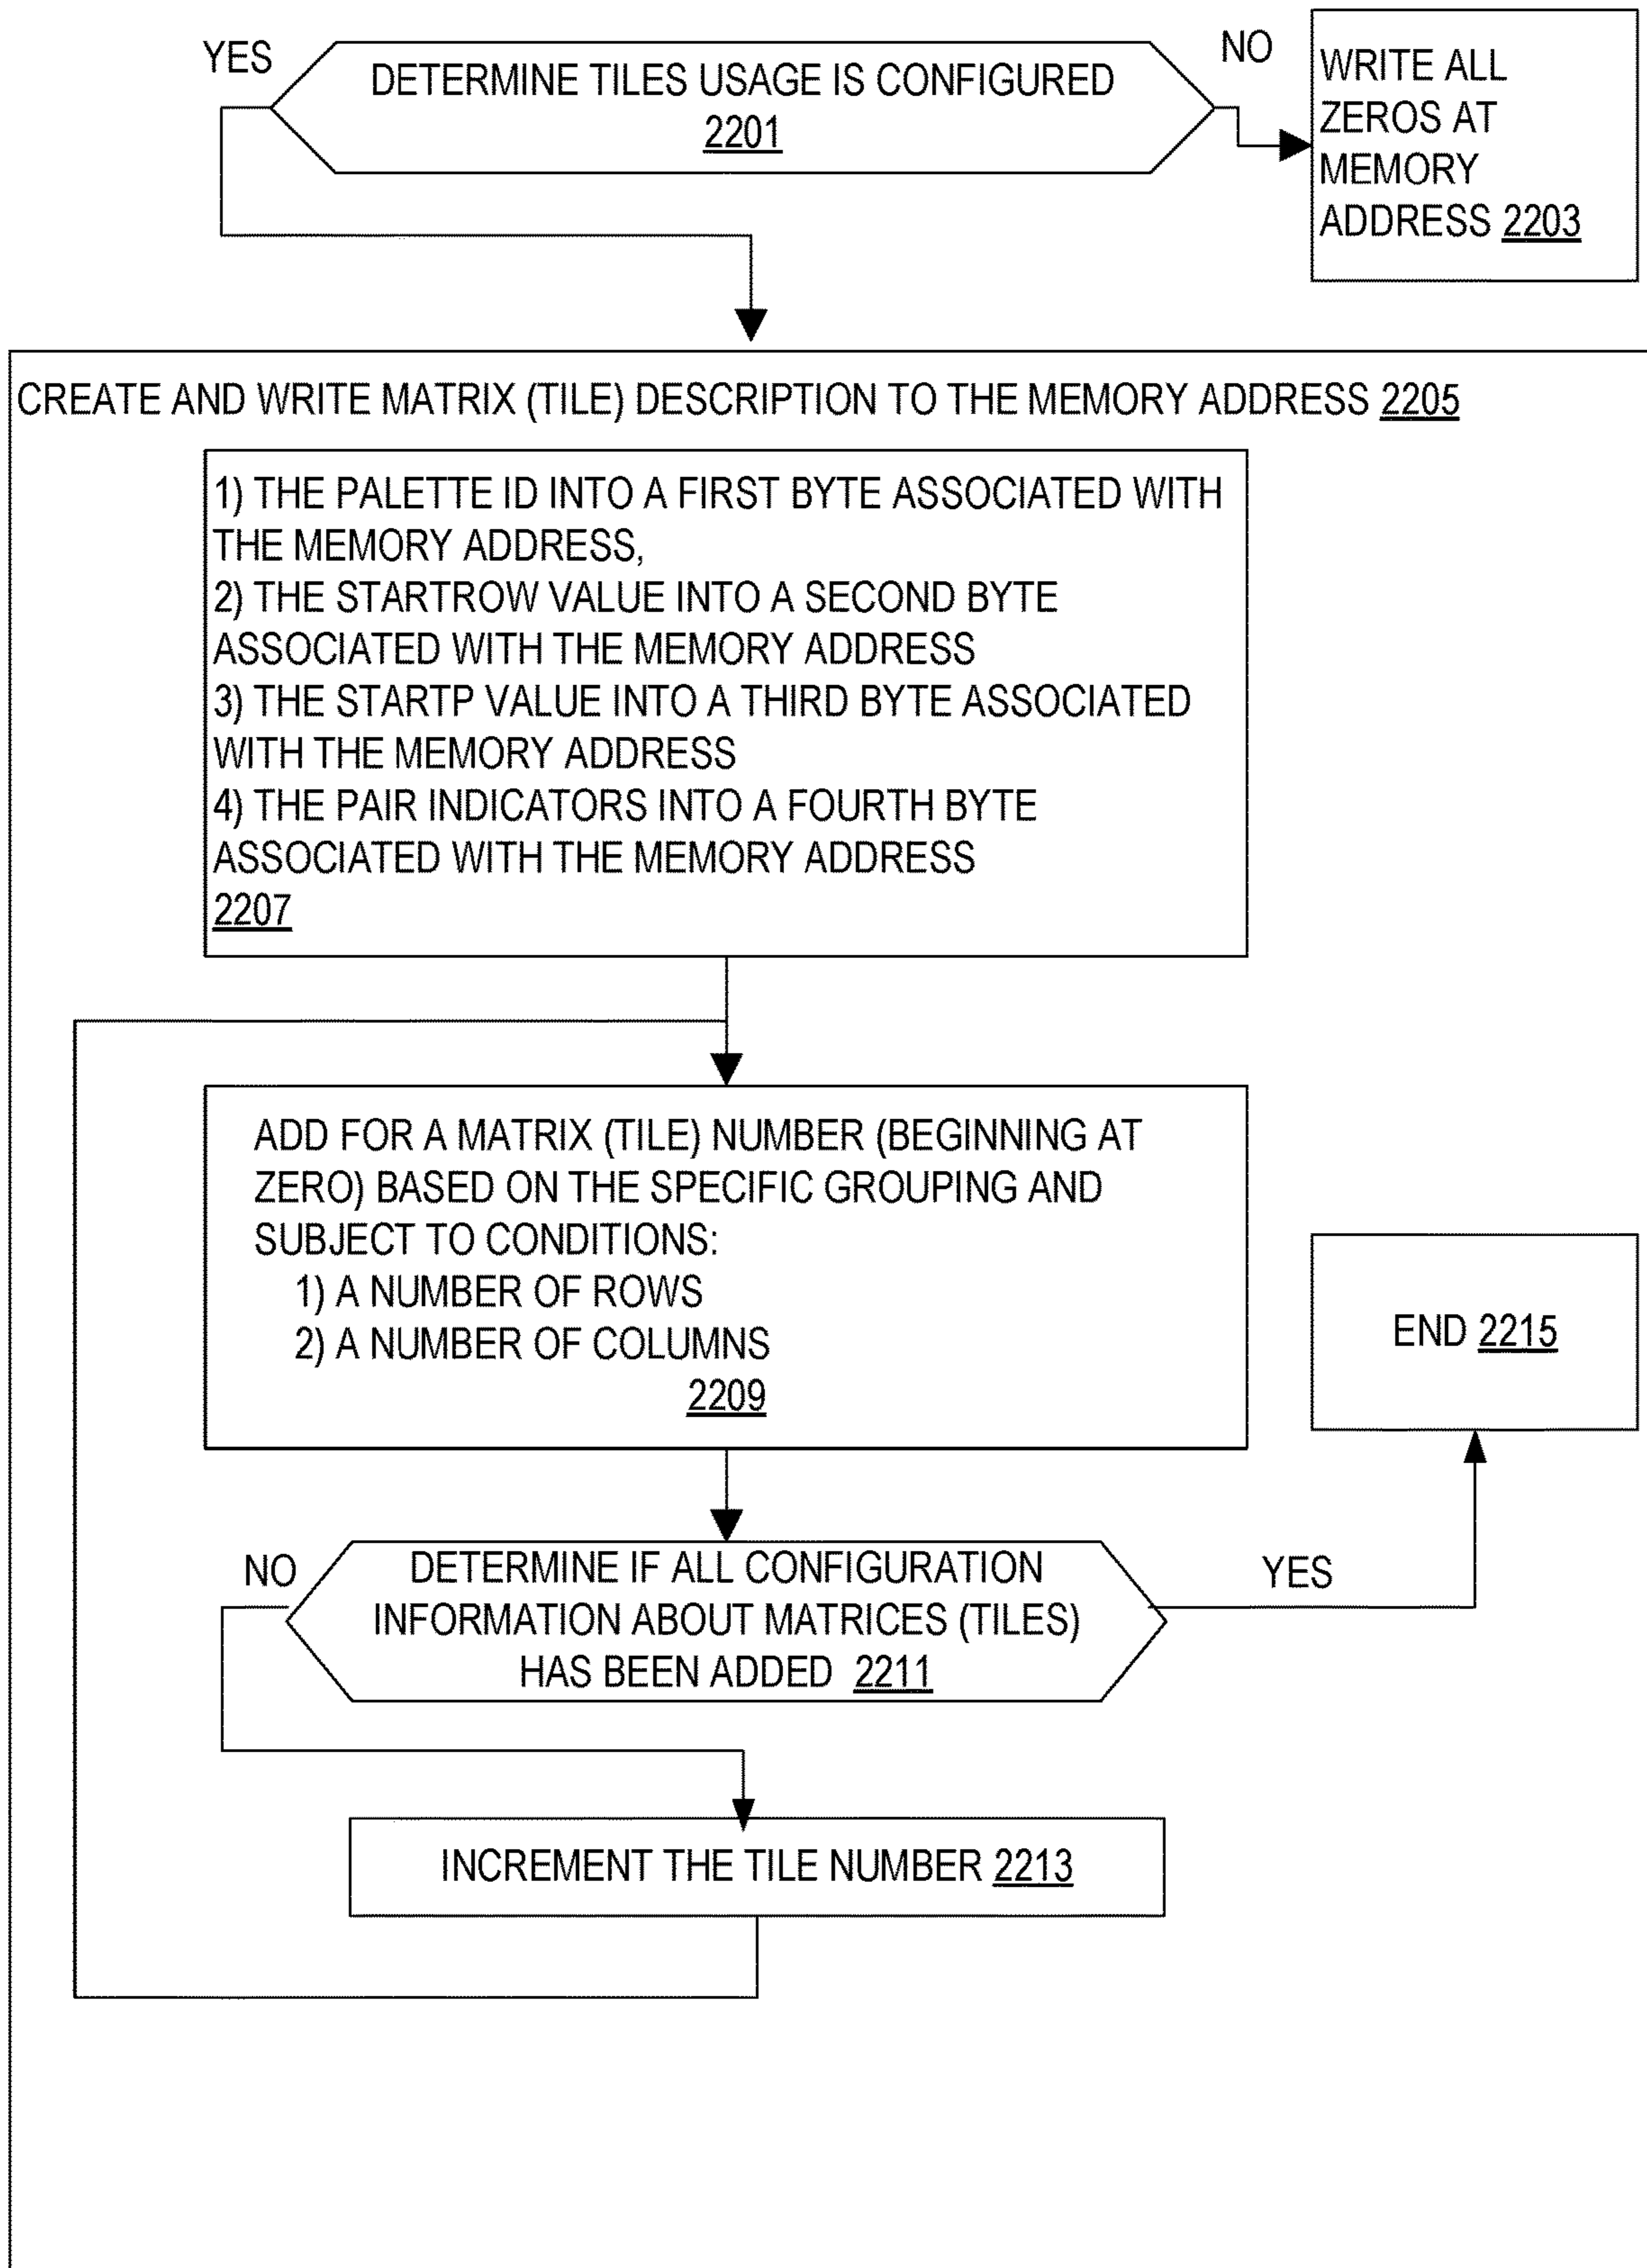 YES
DETERMINE TILES USAGE IS CONFIGURED
2201
NO
WRITE ALL
ZEROS AT
MEMORY
ADDRESS 2203
CREATE AND WRITE MATRIX (TILE) DESCRIPTION TO THE MEMORY ADDRESS 2205
1) THE PALETTE ID INTO A FIRST BYTE ASSOCIATED WITH
THE MEMORY ADDRESS,
2) THE STARTROW VALUE INTO A SECOND BYTE
ASSOCIATED WITH THE MEMORY ADDRESS
3) THE STARTP VALUE INTO A THIRD BYTE ASSOCIATED
WITH THE MEMORY ADDRESS
4) THE PAIR INDICATORS INTO A FOURTH BYTE
ASSOCIATED WITH THE MEMORY ADDRESS
2207
ADD FOR A MATRIX (TILE) NUMBER (BEGINNING AT
ZERO) BASED ON THE SPECIFIC GROUPING AND
SUBJECT TO CONDITIONS:
1) A NUMBER OF ROWS
2) A NUMBER OF COLUMNS
2209
END 2215
NO
DETERMINE IF ALL CONFIGURATION
INFORMATION ABOUT MATRICES (TILES)
HAS BEEN ADDED 2211
YES
INCREMENT THE TILE NUMBER 2213